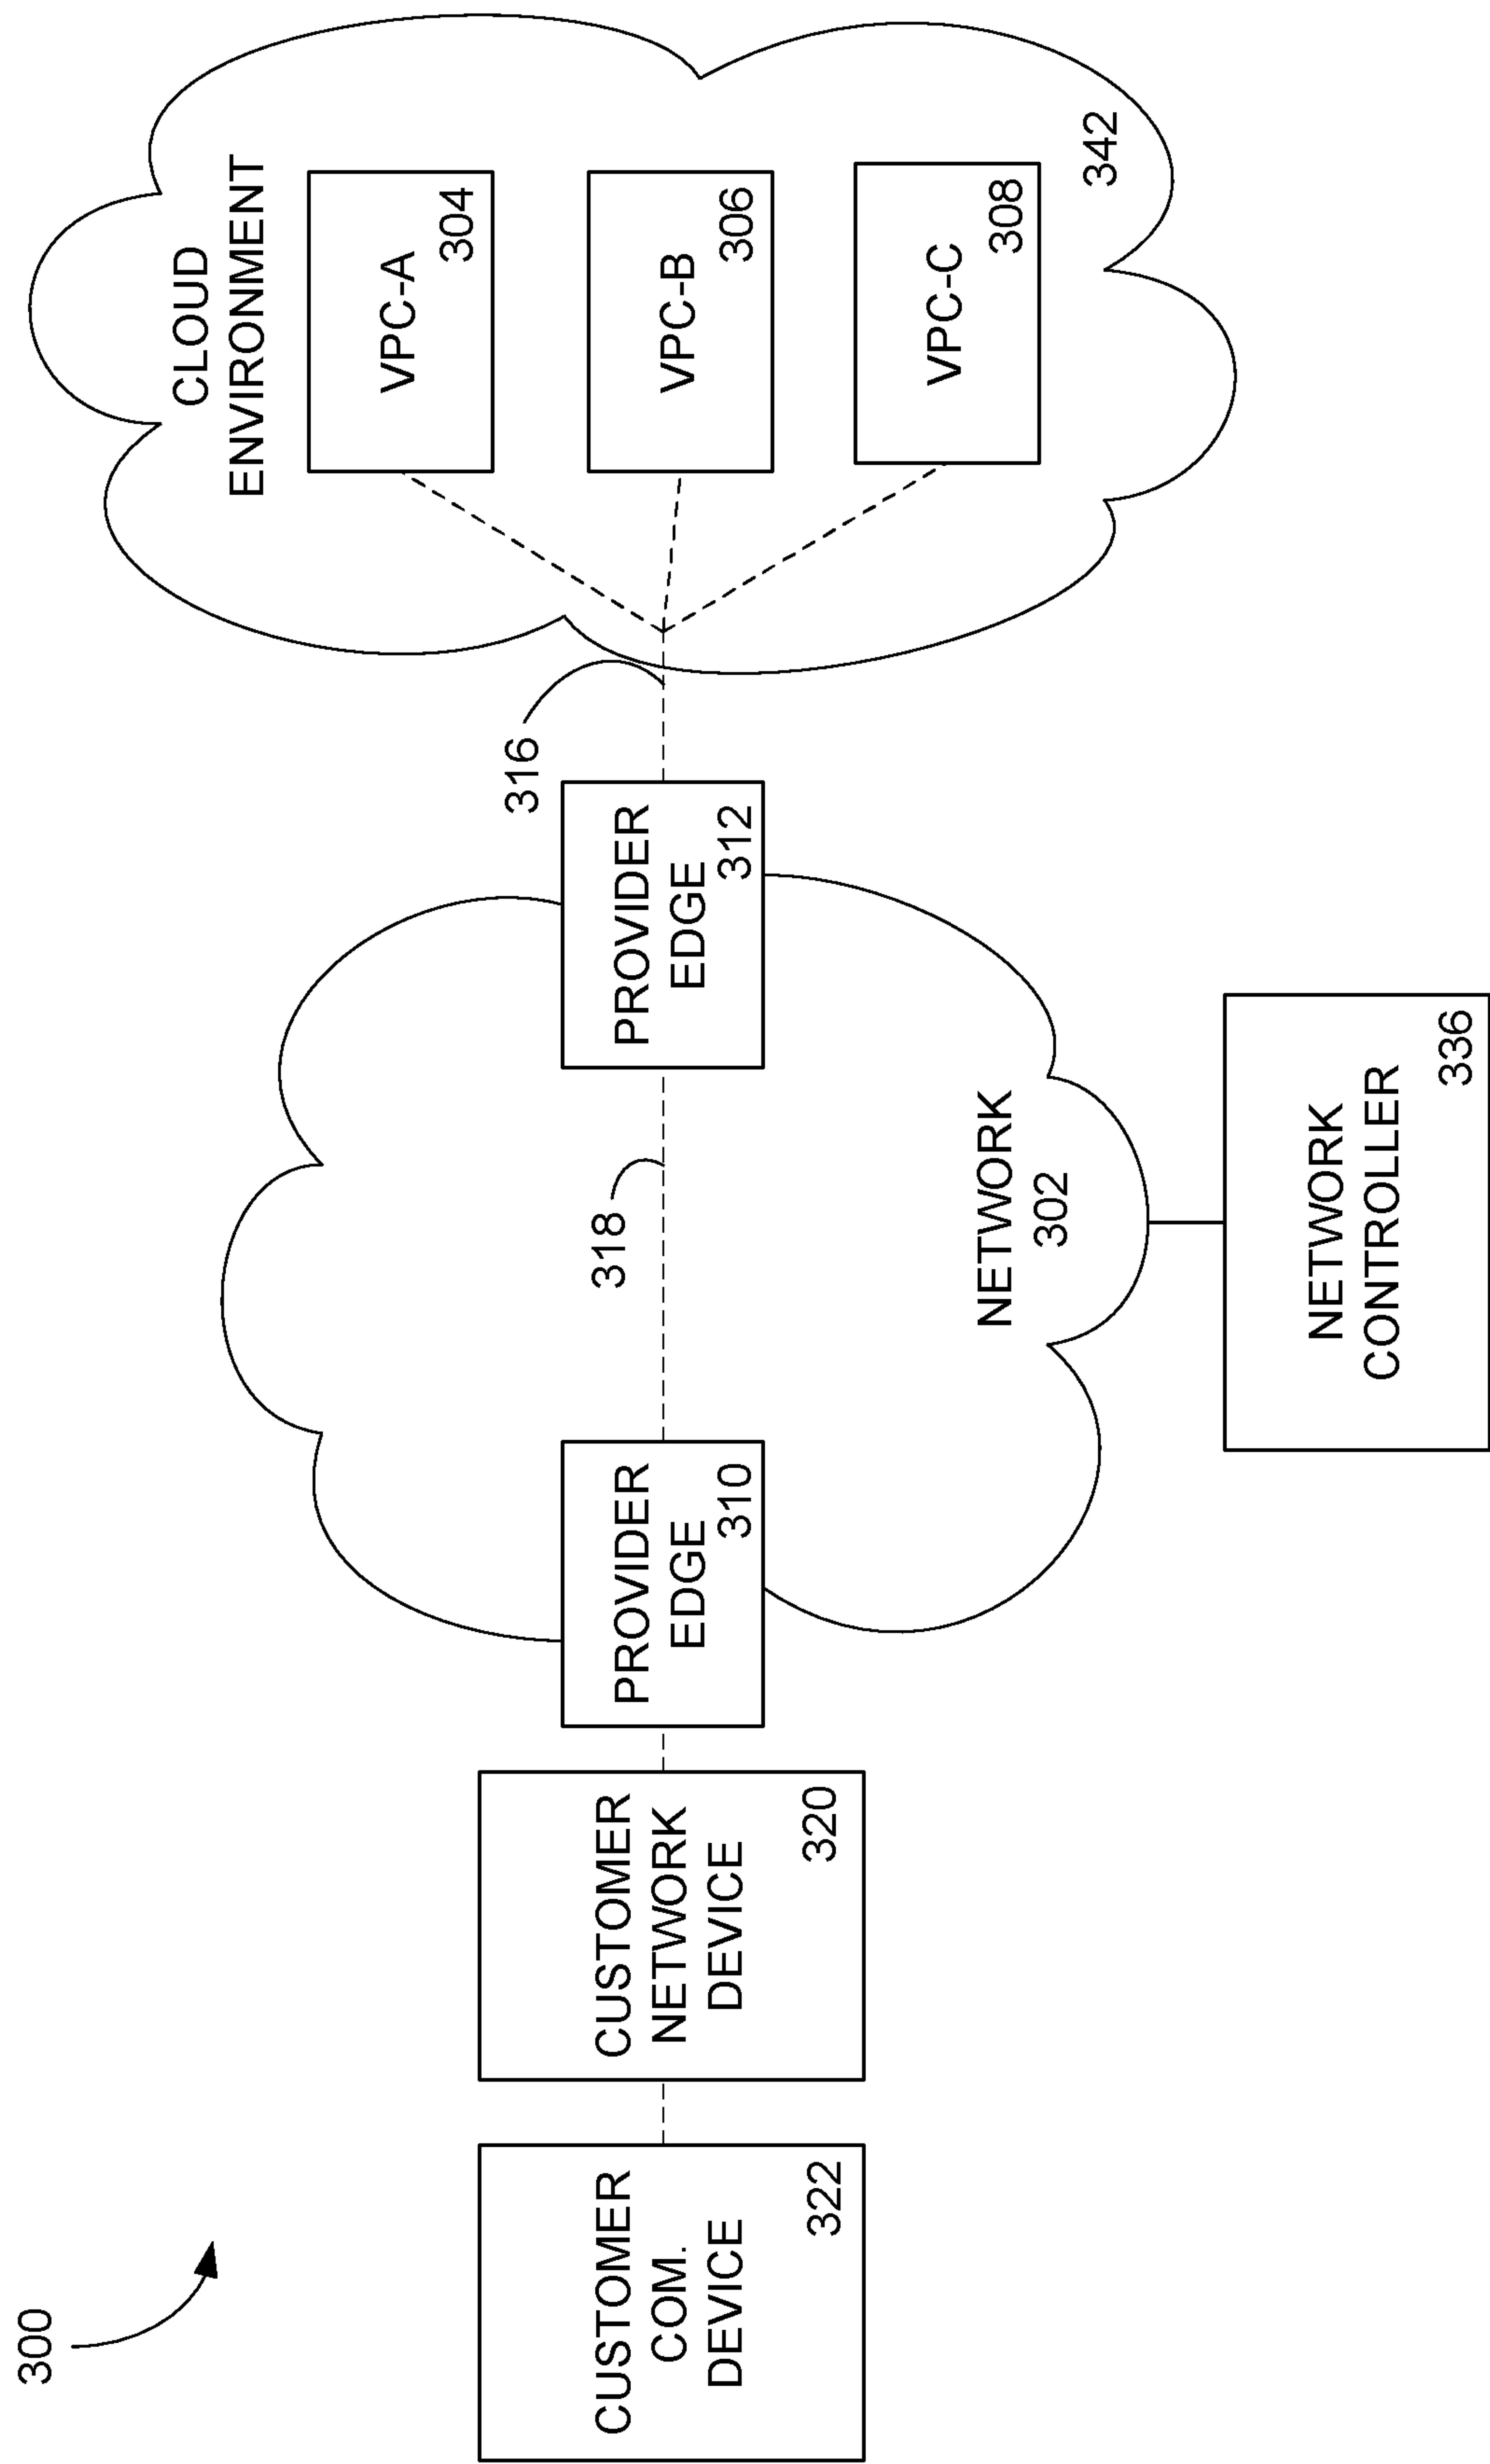 300
CUSTOMER
COM.
DEVICE
322
CUSTOMER
NETWORK
DEVICE
320
PROVIDER
EDGE
310
318
PROVIDER
EDGE
312
316
NETWORK
302
NETWORK
CONTROLLER
336
CLOUD
ENVIRONMENT
VPC-A
304
VPC-B
306
VPC-C
308
342